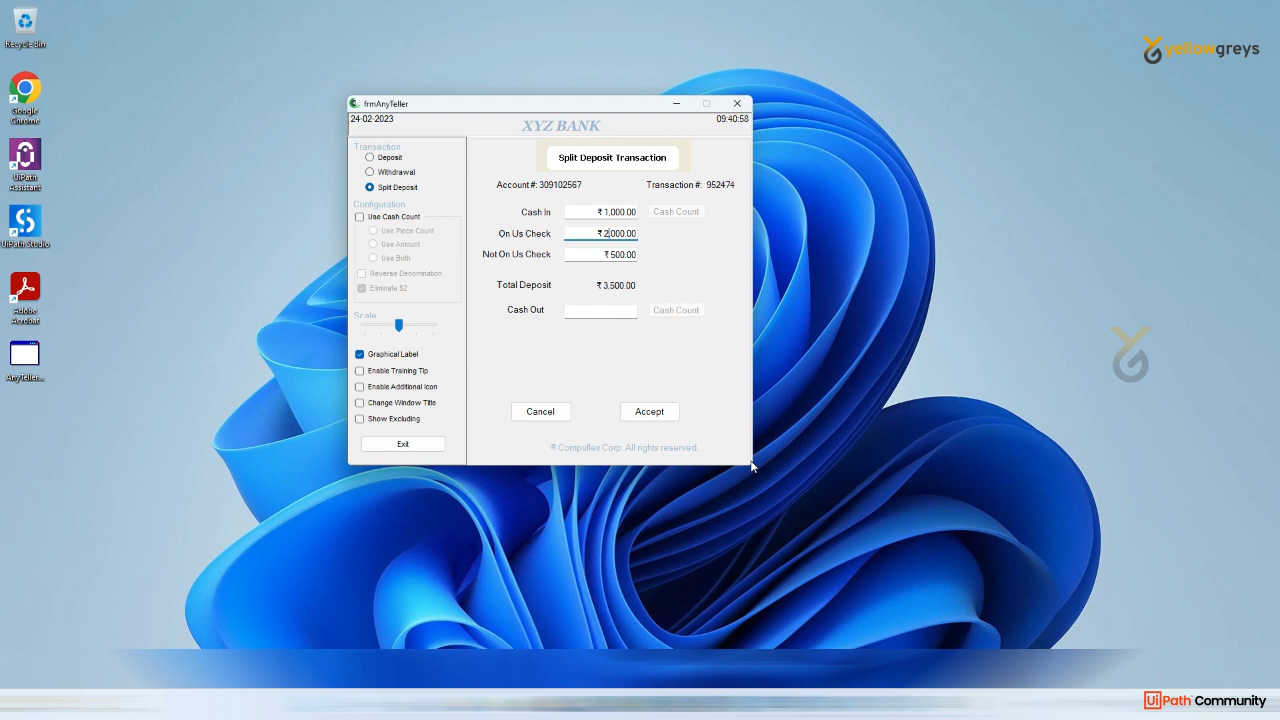 Recycle Bin
Google Chrome
UiPath Assistant
UiPath Studio
Adobe Acrobat
AnyTeller...
yellowgreys
frmAnyTeller
24-02-2023
XYZ BANK
09:40:58
Transaction
Deposit
Withdrawal
Split Deposit
Configuration
Use Cash Count
Use Piece Count
Use Amount
Use Both
Reverse Denomination
Eliminate $2
Scale
Graphical Label
Enable Training Tip
Enable Additional Icon
Change Window Title
Show Excluding
Exit
Split Deposit Transaction
Account #: 309102567 Transaction #: 952474
Cash In ₹ 1,000.00 Cash Count
On Us Check ₹ 2,000.00
Not On Us Check ₹ 500.00
Total Deposit ₹ 3,500.00
Cash Out Cash Count
Cancel Accept
® Compuflex Corp. All rights reserved.
UiPath Community